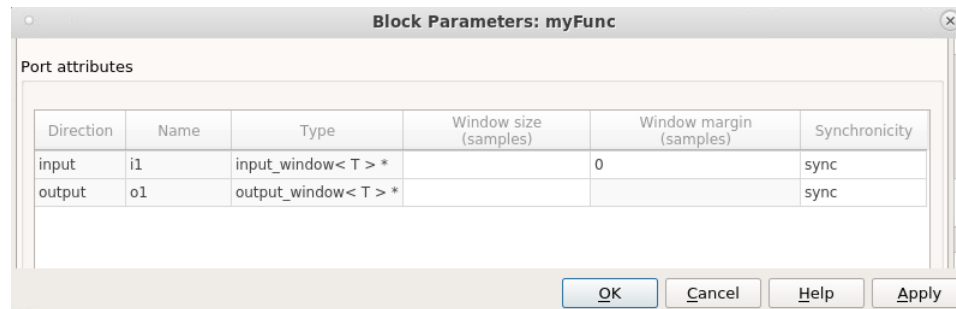 Block Parameters: myFunc
Port attributes
Direction Name Type Window size (samples) Window margin (samples) Synchronicity
input i1 input_window< T > * 0 sync
output o1 output_window< T > * sync
OK Cancel Help Apply